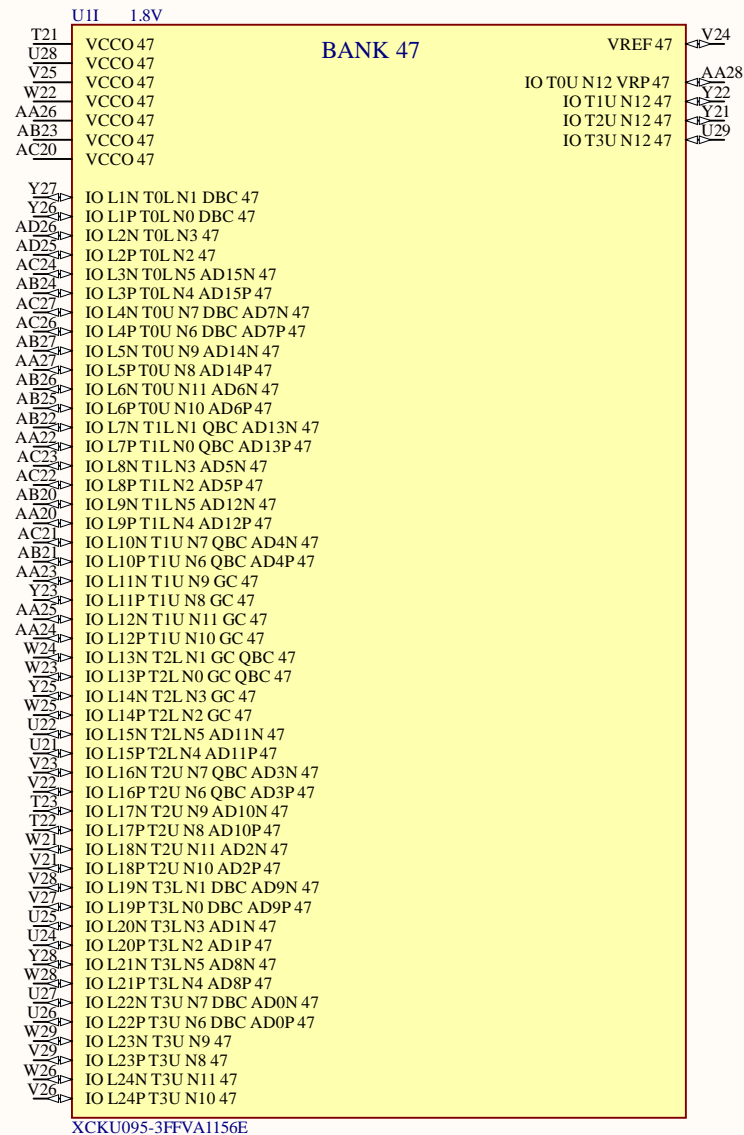 U1I 1.8V
BANK 47
T21 VCCO 47 VREF 47 V24
U28 VCCO 47
V25 VCCO 47 IO T0U N12 VRP 47 AA28
W22 VCCO 47 IO T1U N12 47 Y22
AA26 VCCO 47 IO T2U N12 47 Y21
AB23 VCCO 47 IO T3U N12 47 U29
AC20 VCCO 47
Y27 IO L1N T0L N1 DBC 47
Y26 IO L1P T0L N0 DBC 47
AD26 IO L2N T0L N3 47
AD25 IO L2P T0L N2 47
AC24 IO L3N T0L N5 AD15N 47
AB24 IO L3P T0L N4 AD15P 47
AC27 IO L4N T0U N7 DBC AD7N 47
AC26 IO L4P T0U N6 DBC AD7P 47
AB27 IO L5N T0U N9 AD14N 47
AA27 IO L5P T0U N8 AD14P 47
AB26 IO L6N T0U N11 AD6N 47
AB25 IO L6P T0U N10 AD6P 47
AB22 IO L7N T1L N1 QBC AD13N 47
AA22 IO L7P T1L N0 QBC AD13P 47
AC23 IO L8N T1L N3 AD5N 47
AC22 IO L8P T1L N2 AD5P 47
AB20 IO L9N T1L N5 AD12N 47
AA20 IO L9P T1L N4 AD12P 47
AC21 IO L10N T1U N7 QBC AD4N 47
AB21 IO L10P T1U N6 QBC AD4P 47
AA23 IO L11N T1U N9 GC 47
Y23 IO L11P T1U N8 GC 47
AA25 IO L12N T1U N11 GC 47
AA24 IO L12P T1U N10 GC 47
W24 IO L13N T2L N1 GC QBC 47
W23 IO L13P T2L N0 GC QBC 47
Y25 IO L14N T2L N3 GC 47
W25 IO L14P T2L N2 GC 47
U22 IO L15N T2L N5 AD11N 47
U21 IO L15P T2L N4 AD11P 47
V23 IO L16N T2U N7 QBC AD3N 47
V22 IO L16P T2U N6 QBC AD3P 47
T23 IO L17N T2U N9 AD10N 47
T22 IO L17P T2U N8 AD10P 47
W21 IO L18N T2U N11 AD2N 47
V21 IO L18P T2U N10 AD2P 47
V28 IO L19N T3L N1 DBC AD9N 47
V27 IO L19P T3L N0 DBC AD9P 47
U25 IO L20N T3L N3 AD1N 47
U24 IO L20P T3L N2 AD1P 47
Y28 IO L21N T3L N5 AD8N 47
W28 IO L21P T3L N4 AD8P 47
U27 IO L22N T3U N7 DBC AD0N 47
U26 IO L22P T3U N6 DBC AD0P 47
W29 IO L23N T3U N9 47
V29 IO L23P T3U N8 47
W26 IO L24N T3U N11 47
V26 IO L24P T3U N10 47
XCKU095-3FFVA1156E